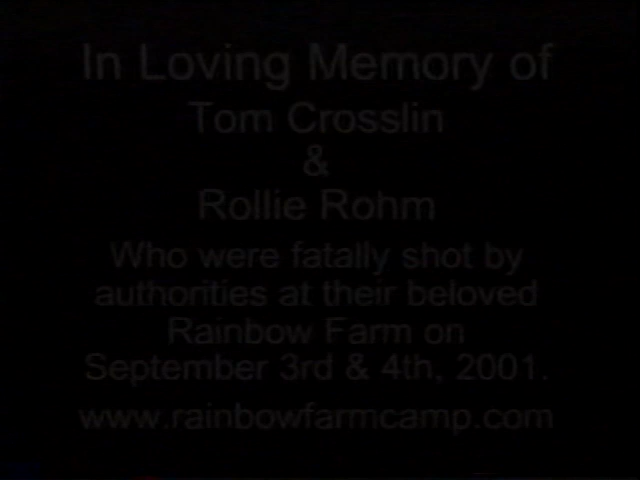 In Loving Memory of
Tom Crosslin
&
Rollie Rohm
Who were fatally shot by
authorities at their beloved
Rainbow Farm on
September 3rd & 4th, 2001.
www.rainbowfarmcamp.com